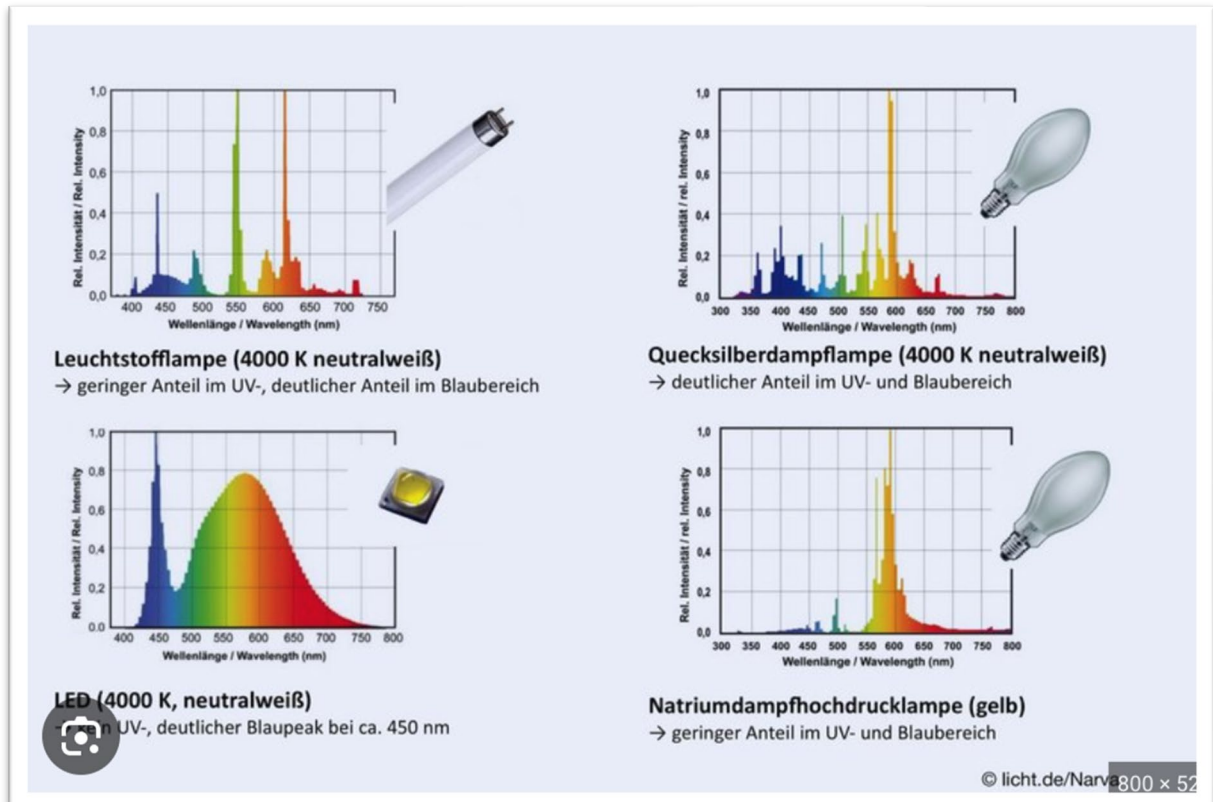 Rel. Intensität / Rel. Intensity
1,0
0,8
0,6
0,4
0,2
0,0
400 450 500 550 600 650 700 750
Wellenlänge / Wavelength (nm)
Leuchtstofflampe (4000 K neutralweiß)
→ geringer Anteil im UV-, deutlicher Anteil im Blaubereich
Rel. Intensität / rel. Intensity
1,0
0,8
0,6
0,4
0,2
0,0
300 350 400 450 500 550 600 650 700 750 800
Wellenlänge / Wavelength (nm)
Quecksilberdampflampe (4000 K neutralweiß)
→ deutlicher Anteil im UV- und Blaubereich
Rel. Intensität / Rel. Intensity
1,0
0,8
0,6
0,4
0,2
0.0
400 450 500 550 600 650 700 750 800
Wellenlänge / Wavelength (nm)
LED (4000 K, neutralweiß)
→ kein UV-, deutlicher Blaupeak bei ca. 450 nm
Rel. Intensität / rel. Intensity
1,0
0,8
0,6
0,4
0,2
0,0
300 350 400 450 500 550 600 650 700 750 800
Wellenlänge / Wavelength (nm)
Natriumdampfhochdrucklampe (gelb)
→ geringer Anteil im UV- und Blaubereich
© licht.de/Narva
800 × 52